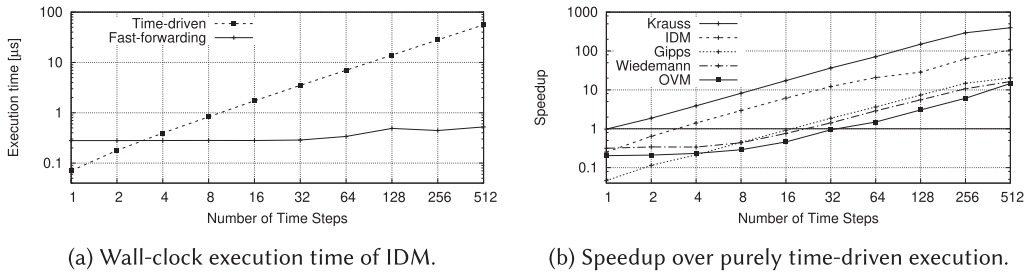 100
10
1
0.1
Execution time [µs]
Time-driven
Fast-forwarding
1 2 4 8 16 32 64 128 256 512
Number of Time Steps
(a) Wall-clock execution time of IDM.
1000
100
10
1
0.1
Speedup
Krauss
IDM
Gipps
Wiedemann
OVM
1 2 4 8 16 32 64 128 256 512
Number of Time Steps
(b) Speedup over purely time-driven execution.